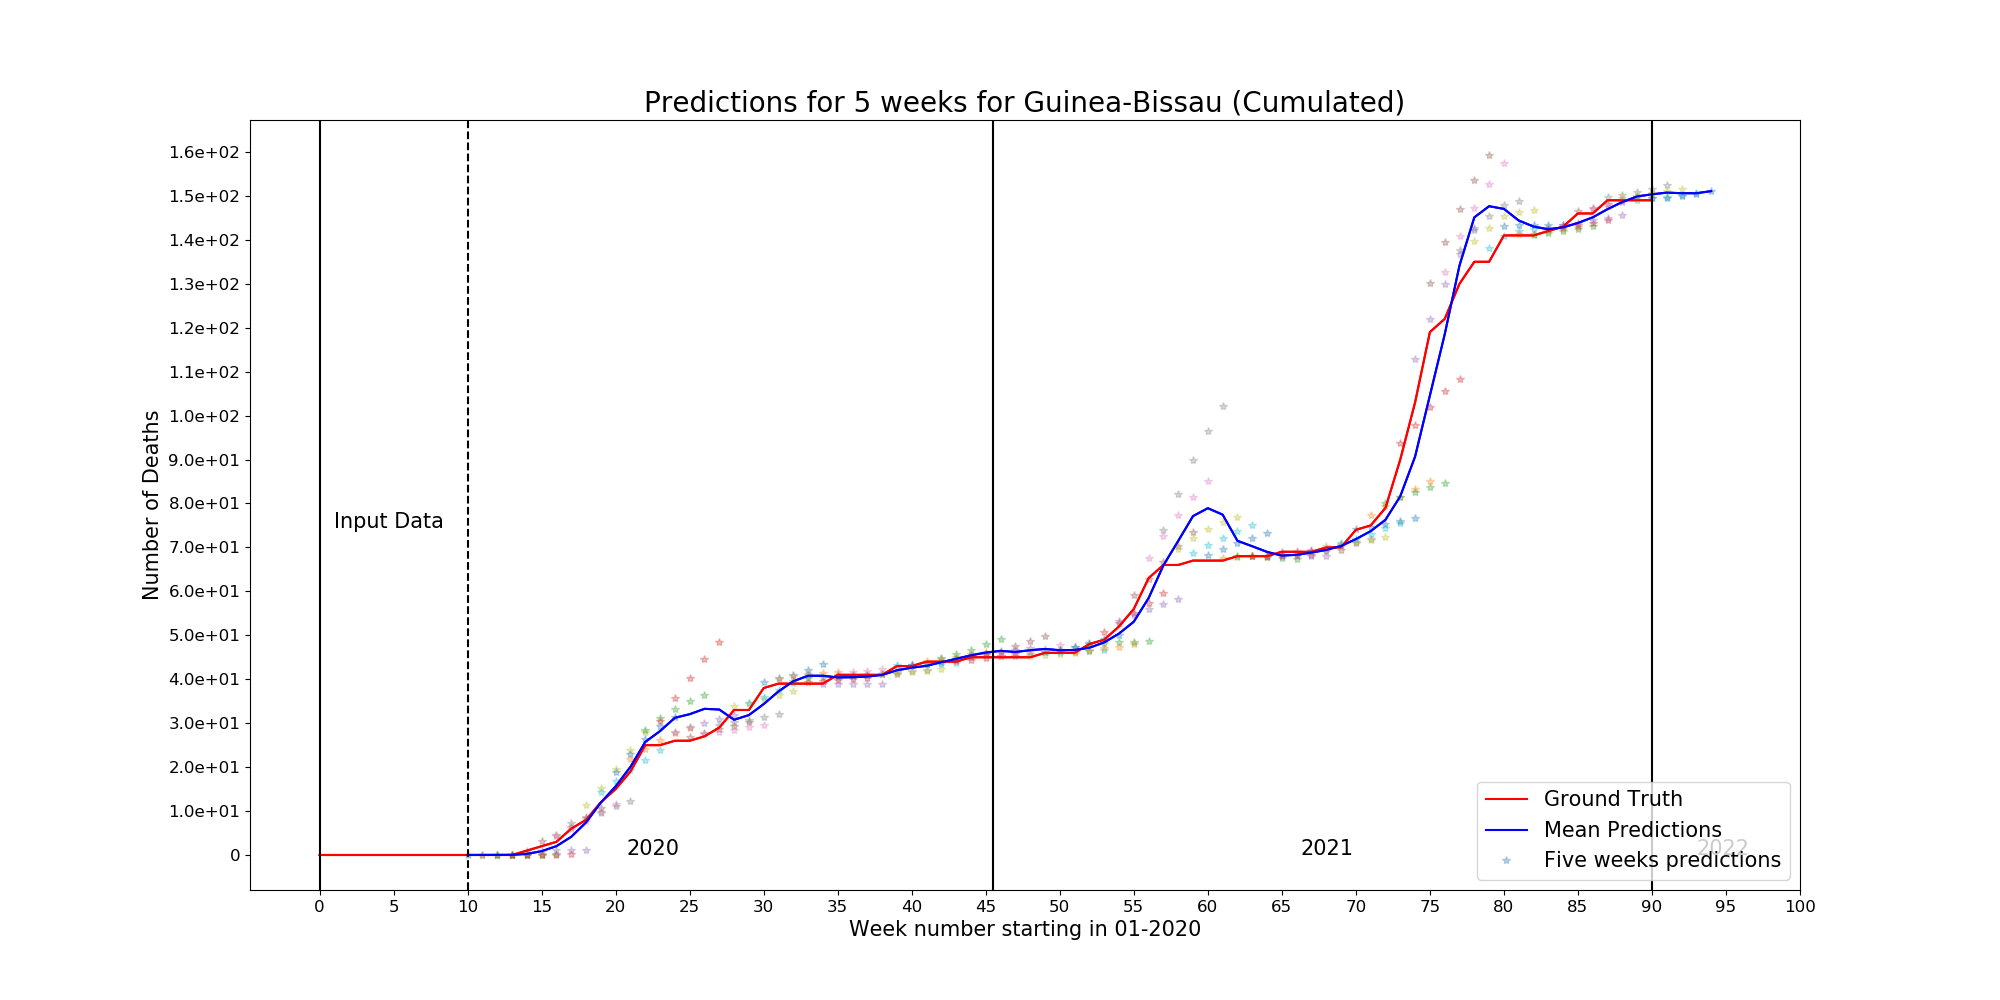 Predictions for 5 weeks for Guinea-Bissau (Cumulated)
Number of Deaths
1.6e+02
1.5e+02
1.4e+02
1.3e+02
1.2e+02
1.1e+02
1.0e+02
9.0e+01
8.0e+01
7.0e+01
6.0e+01
5.0e+01
4.0e+01
3.0e+01
2.0e+01
1.0e+01
0
Input Data
2020
2021
2022
Ground Truth
Mean Predictions
Five weeks predictions
0 5 10 15 20 25 30 35 40 45 50 55 60 65 70 75 80 85 90 95 100
Week number starting in 01-2020